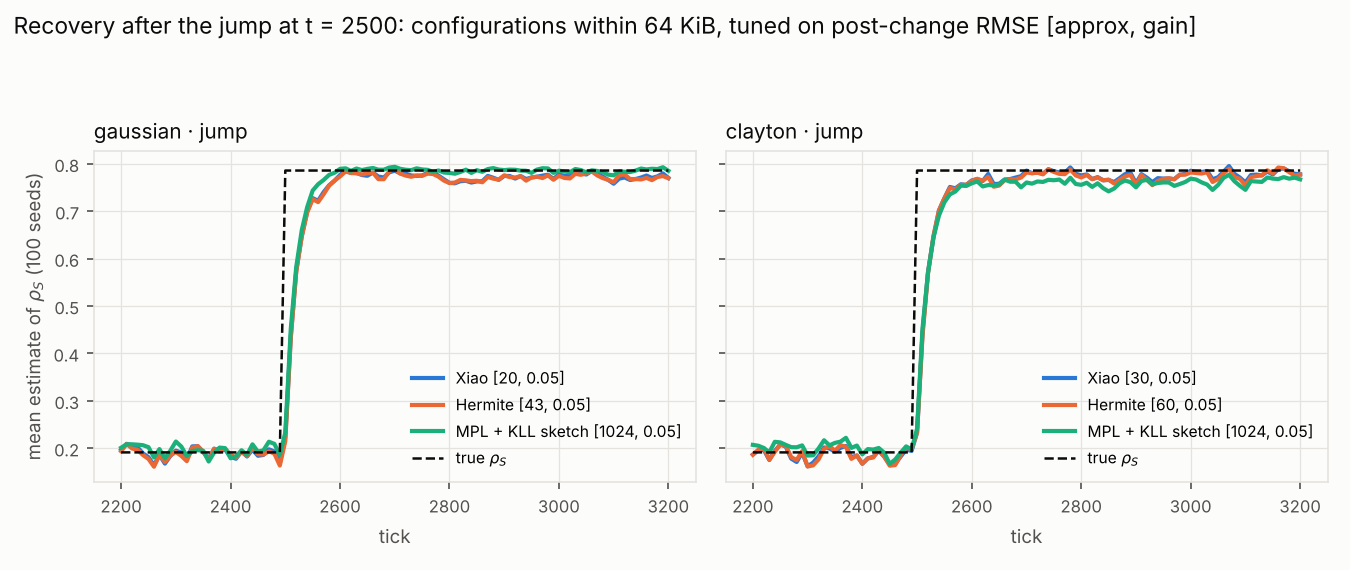 Recovery after the jump at t = 2500: configurations within 64 KiB, tuned on post-change RMSE [approx, gain]
gaussian · jump
mean estimate of ρS (100 seeds)
0.8
0.7
0.6
0.5
0.4
0.3
0.2
Xiao [20, 0.05]
Hermite [43, 0.05]
MPL + KLL sketch [1024, 0.05]
true ρS
2200 2400 2600 2800 3000 3200
tick
clayton · jump
Xiao [30, 0.05]
Hermite [60, 0.05]
MPL + KLL sketch [1024, 0.05]
true ρS
2200 2400 2600 2800 3000 3200
tick